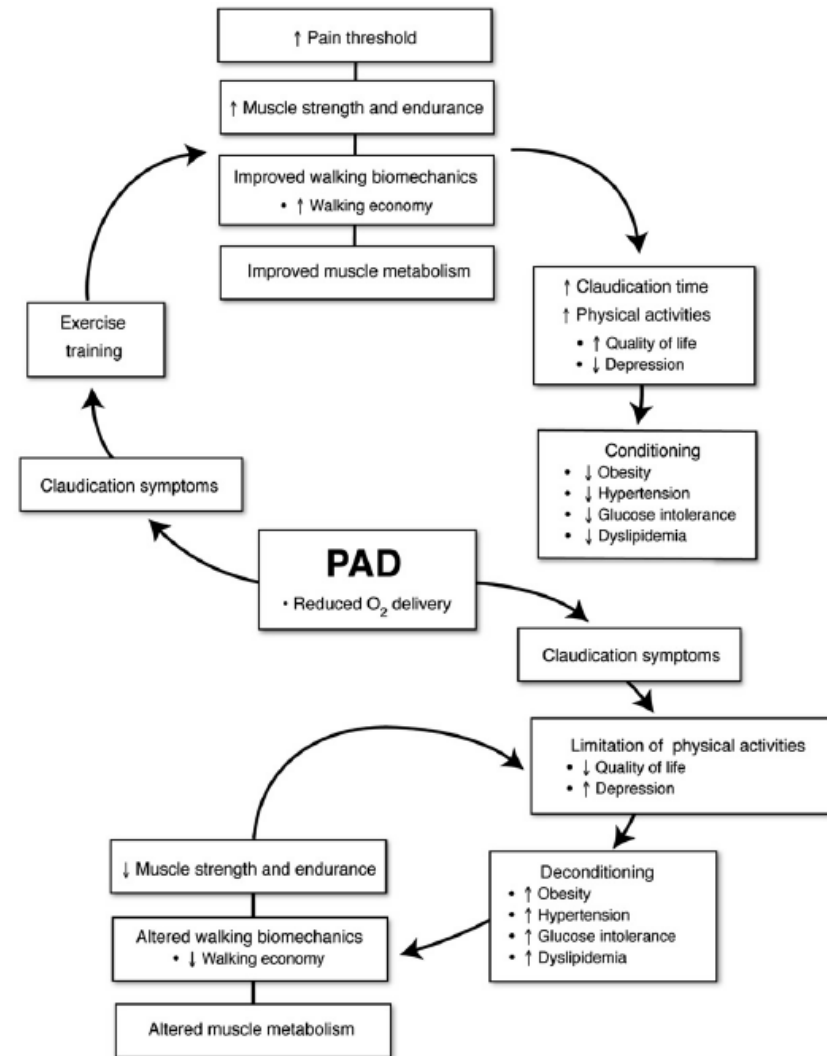 ↑ Pain threshold
↑ Muscle strength and endurance
Improved walking biomechanics
• ↑ Walking economy
Improved muscle metabolism
Exercise
training
Claudication symptoms
↑ Claudication time
↑ Physical activities
• ↑ Quality of life
• ↓ Depression
Conditioning
• ↓ Obesity
• ↓ Hypertension
• ↓ Glucose intolerance
• ↓ Dyslipidemia
PAD
• Reduced O₂ delivery
Claudication symptoms
Limitation of physical activities
• ↓ Quality of life
• ↑ Depression
Deconditioning
• ↑ Obesity
• ↑ Hypertension
• ↑ Glucose intolerance
• ↑ Dyslipidemia
↓ Muscle strength and endurance
Altered walking biomechanics
• ↓ Walking economy
Altered muscle metabolism